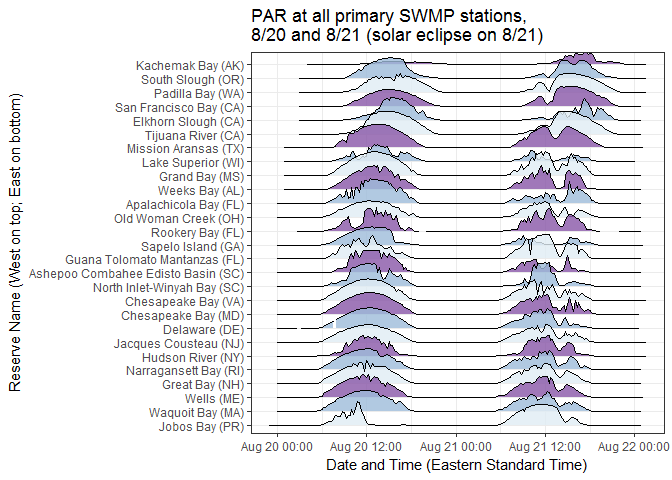 PAR at all primary SWMP stations,
8/20 and 8/21 (solar eclipse on 8/21)
Reserve Name (West on top; East on bottom)
Kachemak Bay (AK)
South Slough (OR)
Padilla Bay (WA)
San Francisco Bay (CA)
Elkhorn Slough (CA)
Tijuana River (CA)
Mission Aransas (TX)
Lake Superior (WI)
Grand Bay (MS)
Weeks Bay (AL)
Apalachicola Bay (FL)
Old Woman Creek (OH)
Rookery Bay (FL)
Sapelo Island (GA)
Guana Tolomato Mantanzas (FL)
Ashepoo Combahee Edisto Basin (SC)
North Inlet-Winyah Bay (SC)
Chesapeake Bay (VA)
Chesapeake Bay (MD)
Delaware (DE)
Jacques Cousteau (NJ)
Hudson River (NY)
Narragansett Bay (RI)
Great Bay (NH)
Wells (ME)
Waquoit Bay (MA)
Jobos Bay (PR)
Aug 20 00:00 Aug 20 12:00 Aug 21 00:00 Aug 21 12:00 Aug 22 00:00
Date and Time (Eastern Standard Time)